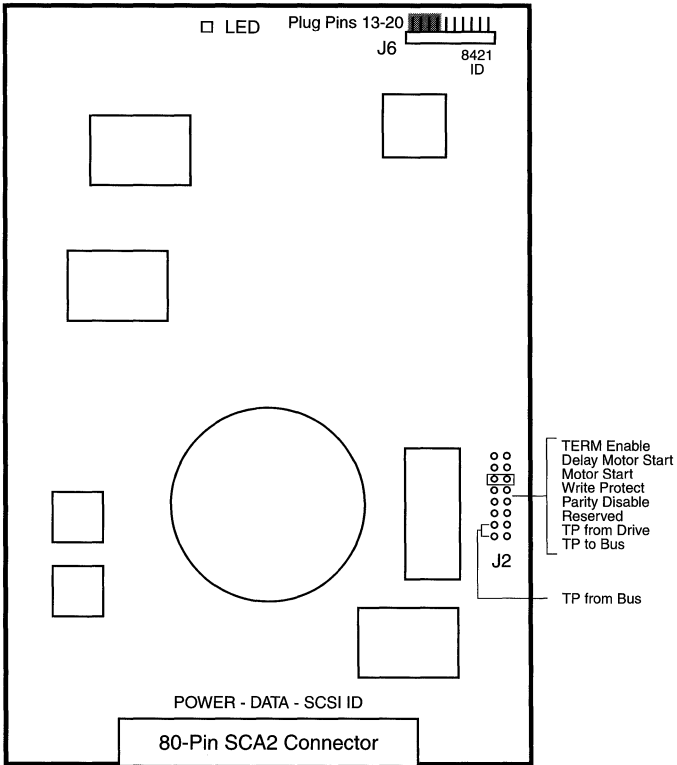 LED
Plug Pins 13-20
J6
8421
ID
TERM Enable
Delay Motor Start
Motor Start
Write Protect
Parity Disable
Reserved
TP from Drive
TP to Bus
J2
TP from Bus
POWER - DATA - SCSI ID
80-Pin SCA2 Connector